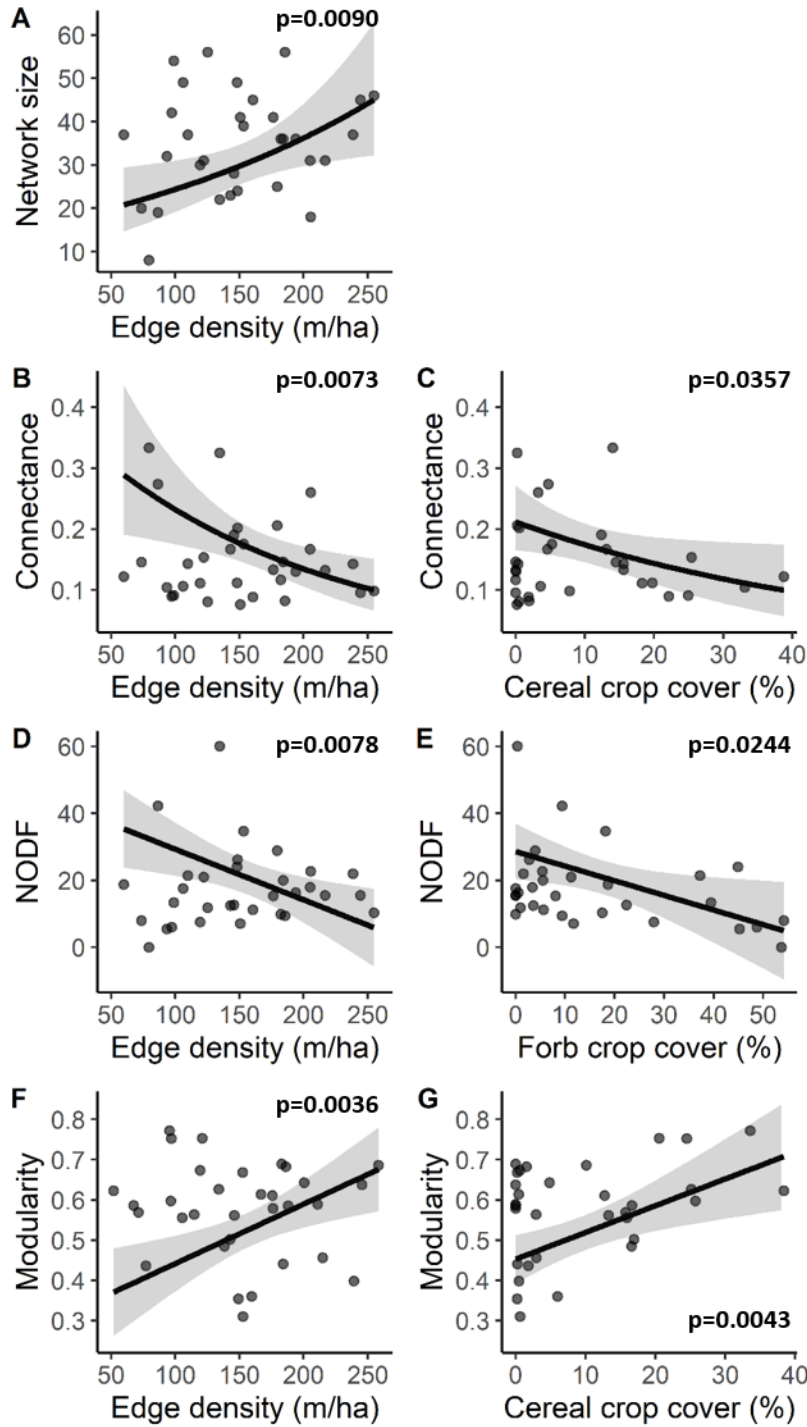 A
p=0.0090
Network size
60
50
40
30
20
10
50 100 150 200 250
Edge density (m/ha)
B
p=0.0073
Connectance
0.4
0.3
0.2
0.1
50 100 150 200 250
Edge density (m/ha)
C
p=0.0357
Connectance
0.4
0.3
0.2
0.1
0 10 20 30 40
Cereal crop cover (%)
D
p=0.0078
NODF
60
40
20
0
50 100 150 200 250
Edge density (m/ha)
E
p=0.0244
NODF
60
40
20
0
0 10 20 30 40 50
Forb crop cover (%)
F
p=0.0036
Modularity
0.8
0.7
0.6
0.5
0.4
0.3
50 100 150 200 250
Edge density (m/ha)
G
Modularity
0.8
0.7
0.6
0.5
0.4
0.3
p=0.0043
0 10 20 30 40
Cereal crop cover (%)